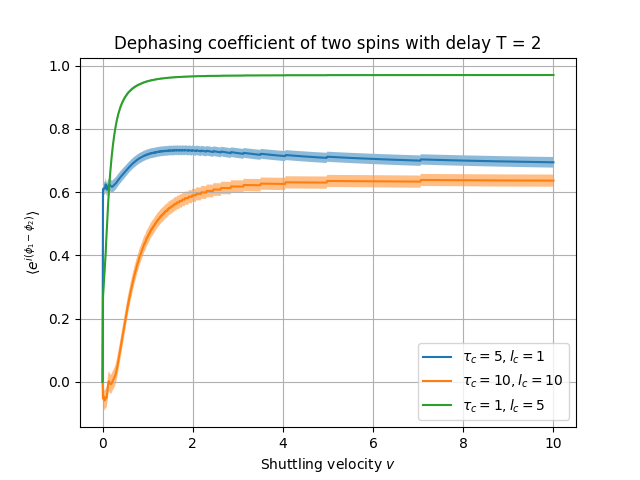 Dephasing coefficient of two spins with delay T = 2
1.0
0.8
0.6
0.4
0.2
0.0
⟨e^{i(ϕ₁ − ϕ₂)}⟩
0
2
4
6
8
10
Shuttling velocity v
τ_c = 5, l_c = 1
τ_c = 10, l_c = 10
τ_c = 1, l_c = 5